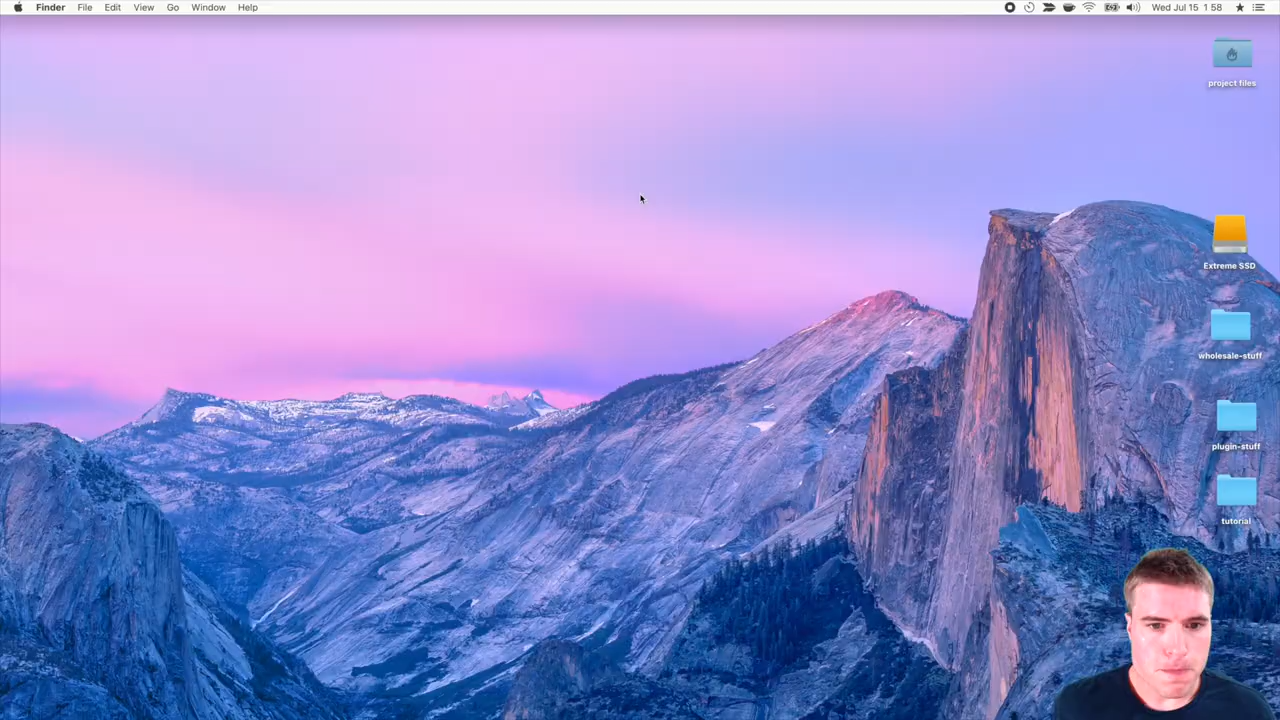 Finder File Edit View Go Window Help Wed Jul 15 1 58
project files
Extreme SSD
wholesale-stuff
plugin-stuff
tutorial